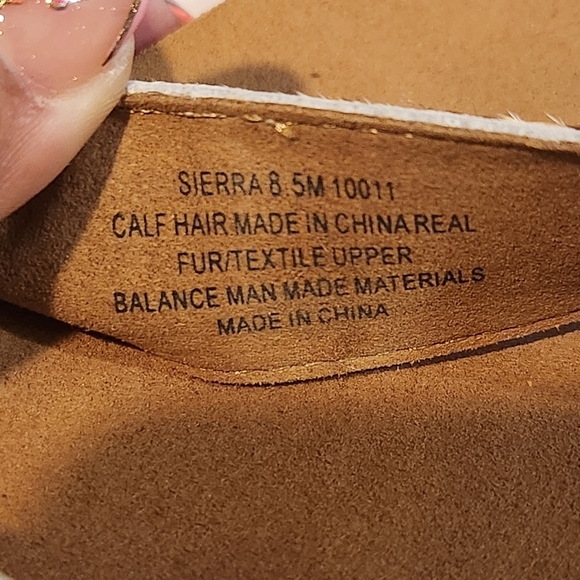 SIERRA 8.5M 10011
CALF HAIR MADE IN CHINA REAL
FUR/TEXTILE UPPER
BALANCE MAN MADE MATERIALS
MADE IN CHINA